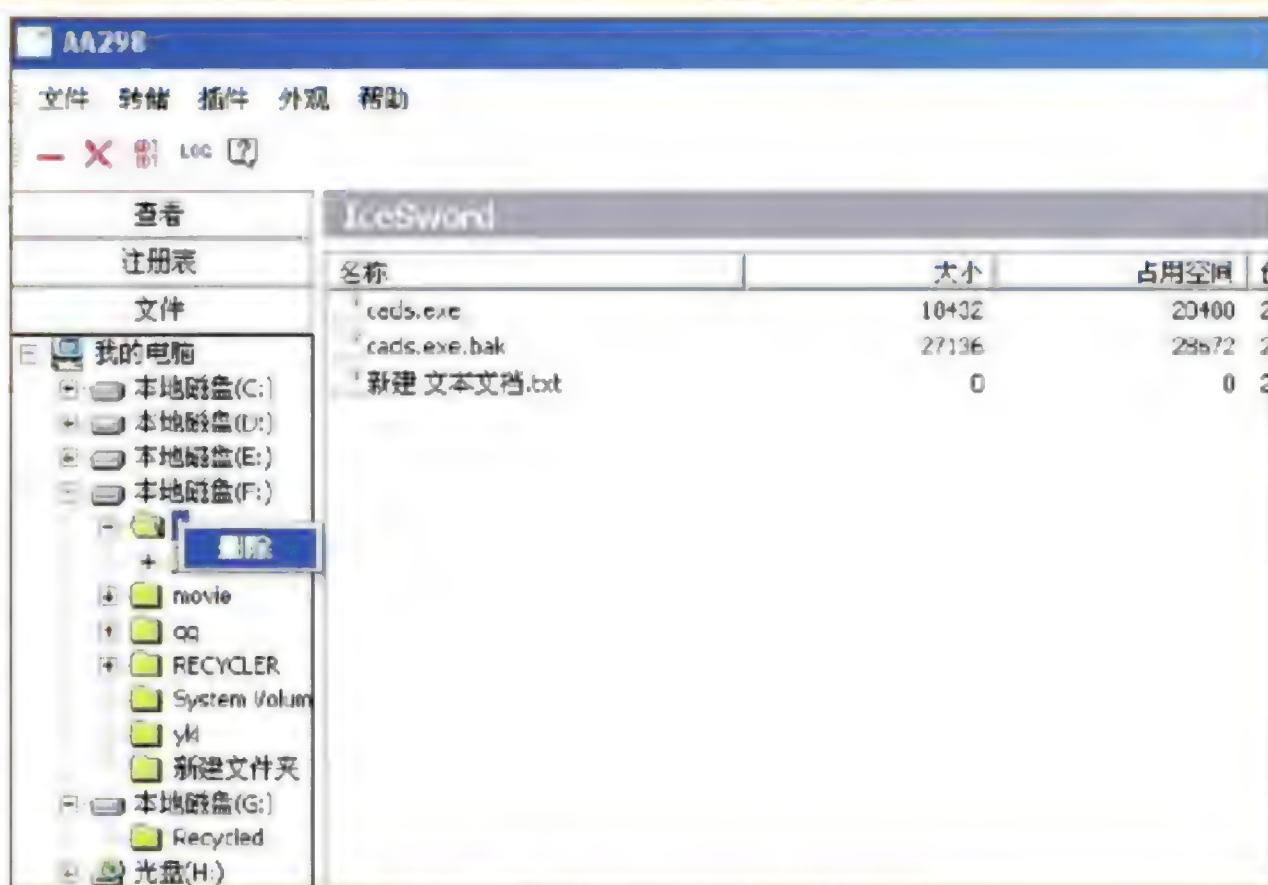 AA298
文件 转储 插件 外观 帮助
LOG
查看
注册表
文件
我的电脑
本地磁盘(C:)
本地磁盘(D:)
本地磁盘(E:)
本地磁盘(F:)
删除
movie
qq
RECYCLER
System Volum
新建文件夹
本地磁盘(G:)
Recycled
光盘(H:)
IceSword
名称 大小 占用空间
cads.exe 18432 20480
cads.exe.bak 27136 28672
新建 文本文档.txt 0 0